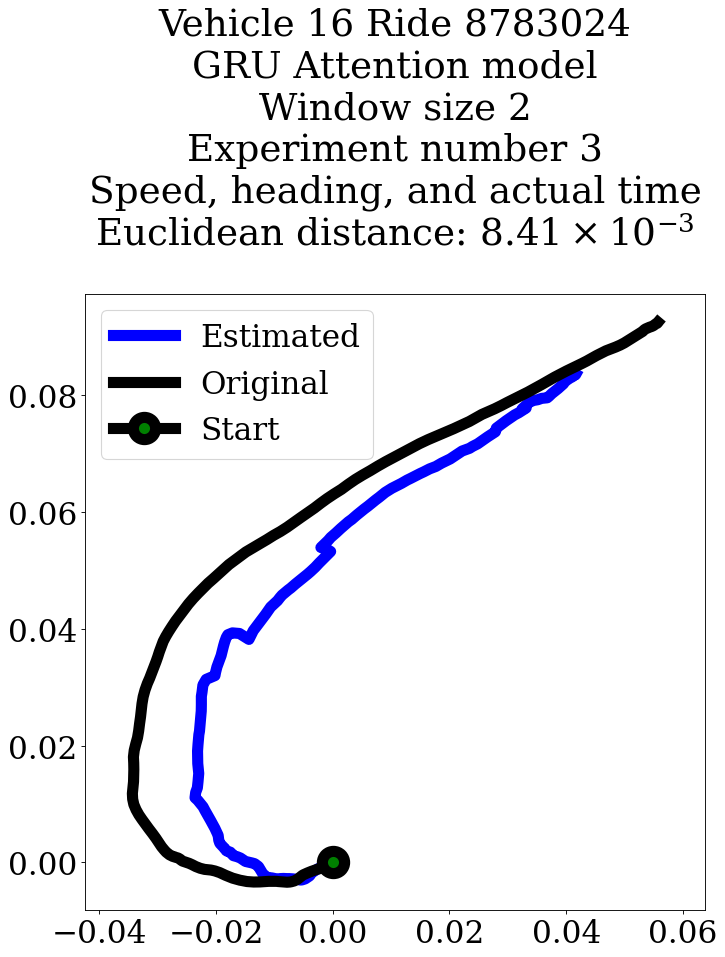 Vehicle 16 Ride 8783024
GRU Attention model
Window size 2
Experiment number 3
Speed, heading, and actual time
Euclidean distance: 8.41 × 10⁻³
Estimated
Original
Start
0.08
0.06
0.04
0.02
0.00
−0.04 −0.02 0.00 0.02 0.04 0.06